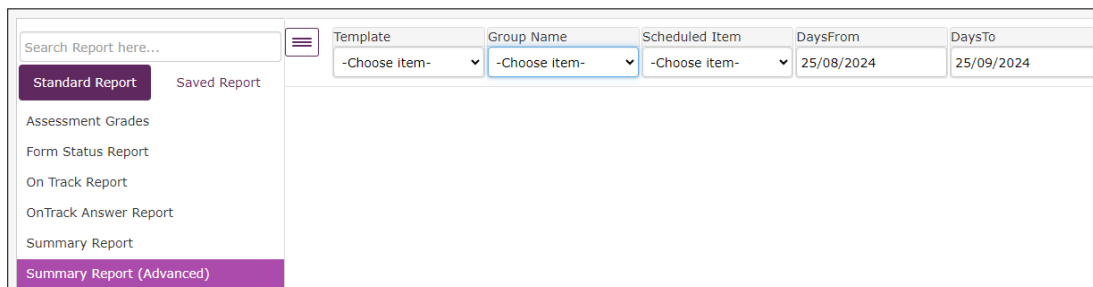 Search Report here...
Standard Report Saved Report
Assessment Grades
Form Status Report
On Track Report
OnTrack Answer Report
Summary Report
Summary Report (Advanced)
Template Group Name Scheduled Item DaysFrom DaysTo
-Choose item- -Choose item- -Choose item- 25/08/2024 25/09/2024